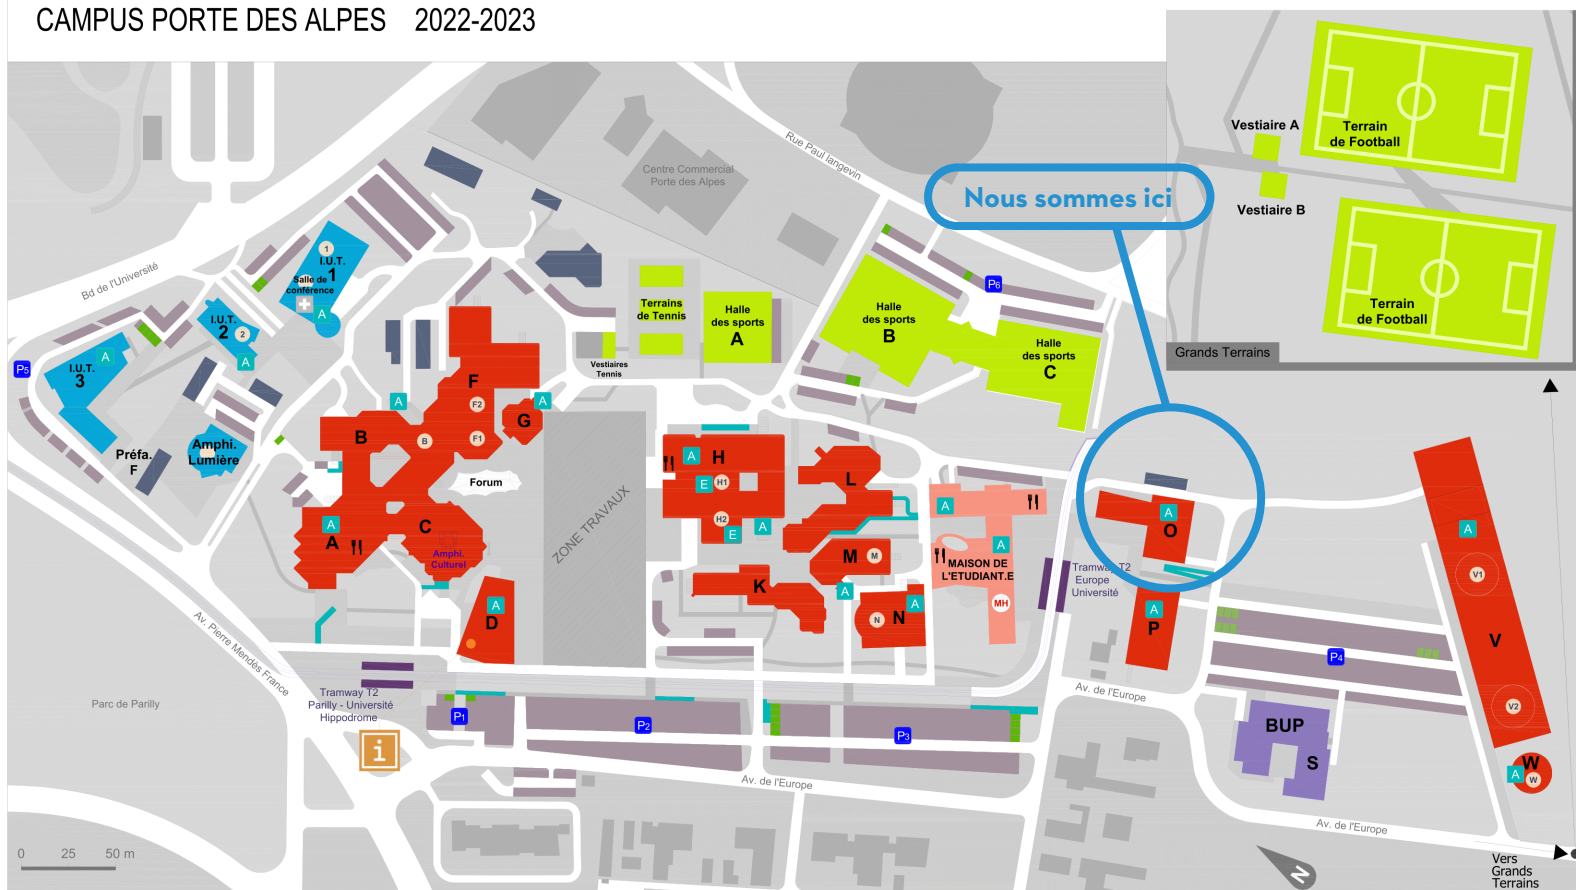 CAMPUS PORTE DES ALPES 2022-2023
Vestiaire A
Terrain
de Football
Vestiaire B
Terrain
de Football
Grands Terrains
Rue Paul langevin
Centre Commercial
Porte des Alpes
Nous sommes ici
Bd de l'Université
1
I.U.T.
1
Salle de
conférence
A
I.U.T.
2
2
A
P5
I.U.T.
3
A
Préfa.
F
Amphi.
Lumière
Terrains
de Tennis
Vestiaires
Tennis
Halle
des sports
A
Halle
des sports
B
Halle
des sports
C
P6
F
F2
F1
A
G
A
B
B
Forum
A
A
C
Amphi.
Culturel
D
A
ZONE TRAVAUX
H
A
E
H1
H2
E
A
L
M
M
K
A
N
N
A
A
A
MAISON DE
L'ETUDIANT.E
MH
Tramway T2
Europe
Université
A
O
A
P
A
V1
V
V2
W
A
W
P4
BUP
S
Av. Pierre Mendès France
Parc de Parilly
Tramway T2
Parilly - Université
Hippodrome
i
P1
P2
P3
Av. de l'Europe
Av. de l'Europe
Av. de l'Europe
0 25 50 m
N
Vers
Grands
Terrains